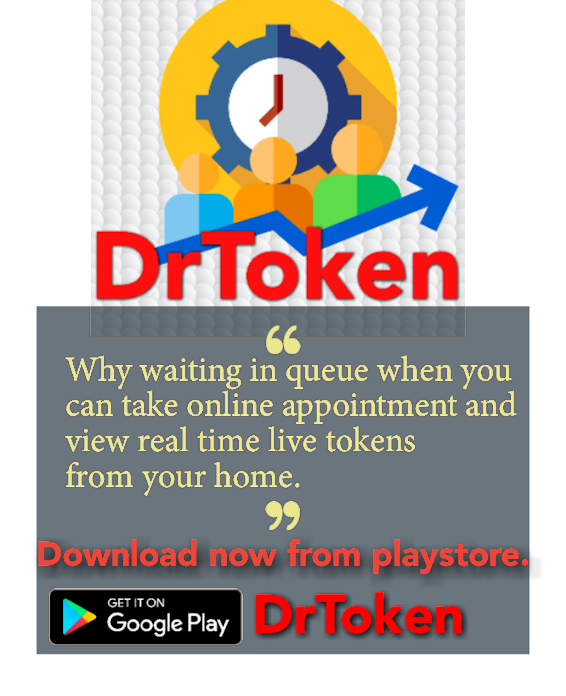 DrToken
“
Why waiting in queue when you
can take online appointment and
view real time live tokens
from your home.
”
Download now from playstore.
GET IT ON
Google Play
DrToken